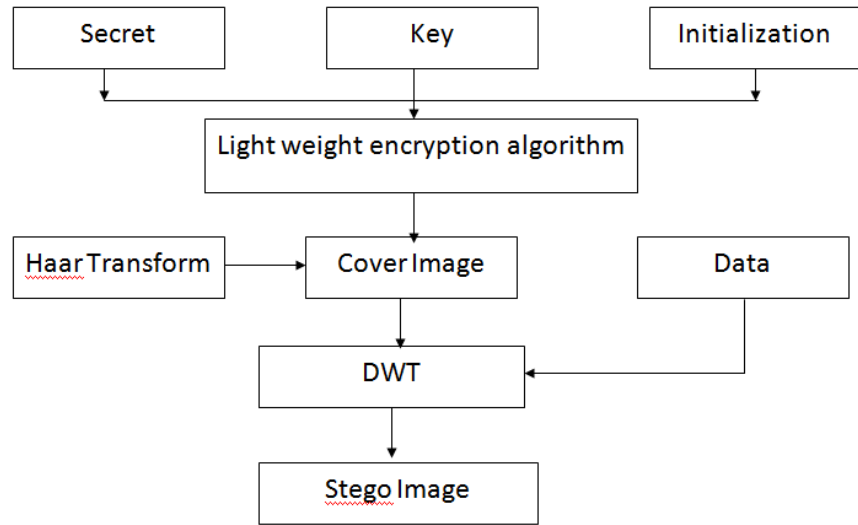 Secret
Key
Initialization
Light weight encryption algorithm
Haar Transform
Cover Image
Data
DWT
Stego Image